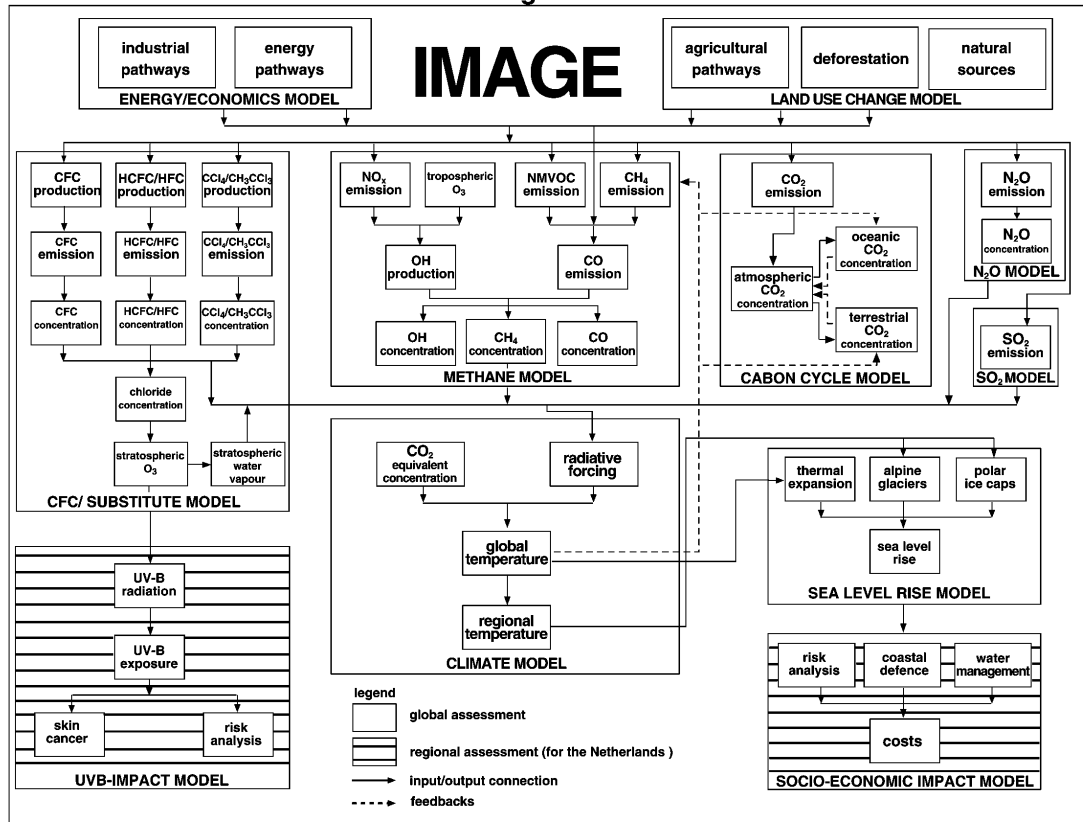 industrial
pathways
energy
pathways
ENERGY/ECONOMICS MODEL
IMAGE
agricultural
pathways
deforestation
natural
sources
LAND USE CHANGE MODEL
CFC
production
HCFC/HFC
production
CCl₄/CH₃CCl₃
production
CFC
emission
HCFC/HFC
emission
CCl₄/CH₃CCl₃
emission
CFC
concentration
HCFC/HFC
concentration
CCl₄/CH₃CCl₃
concentration
chloride
concentration
stratospheric
O₃
stratospheric
water
vapour
CFC/ SUBSTITUTE MODEL
NOₓ
emission
tropospheric
O₃
NMVOC
emission
CH₄
emission
OH
production
CO
emission
OH
concentration
CH₄
concentration
CO
concentration
METHANE MODEL
CO₂
emission
oceanic
CO₂
concentration
atmospheric
CO₂
concentration
terrestrial
CO₂
concentration
CABON CYCLE MODEL
N₂O
emission
N₂O
concentration
N₂O MODEL
SO₂
emission
SO₂ MODEL
CO₂
equivalent
concentration
radiative
forcing
global
temperature
regional
temperature
CLIMATE MODEL
thermal
expansion
alpine
glaciers
polar
ice caps
sea level
rise
SEA LEVEL RISE MODEL
UV-B
radiation
UV-B
exposure
skin
cancer
risk
analysis
UVB-IMPACT MODEL
risk
analysis
coastal
defence
water
management
costs
SOCIO-ECONOMIC IMPACT MODEL
legend
global assessment
regional assessment (for the Netherlands )
input/output connection
feedbacks